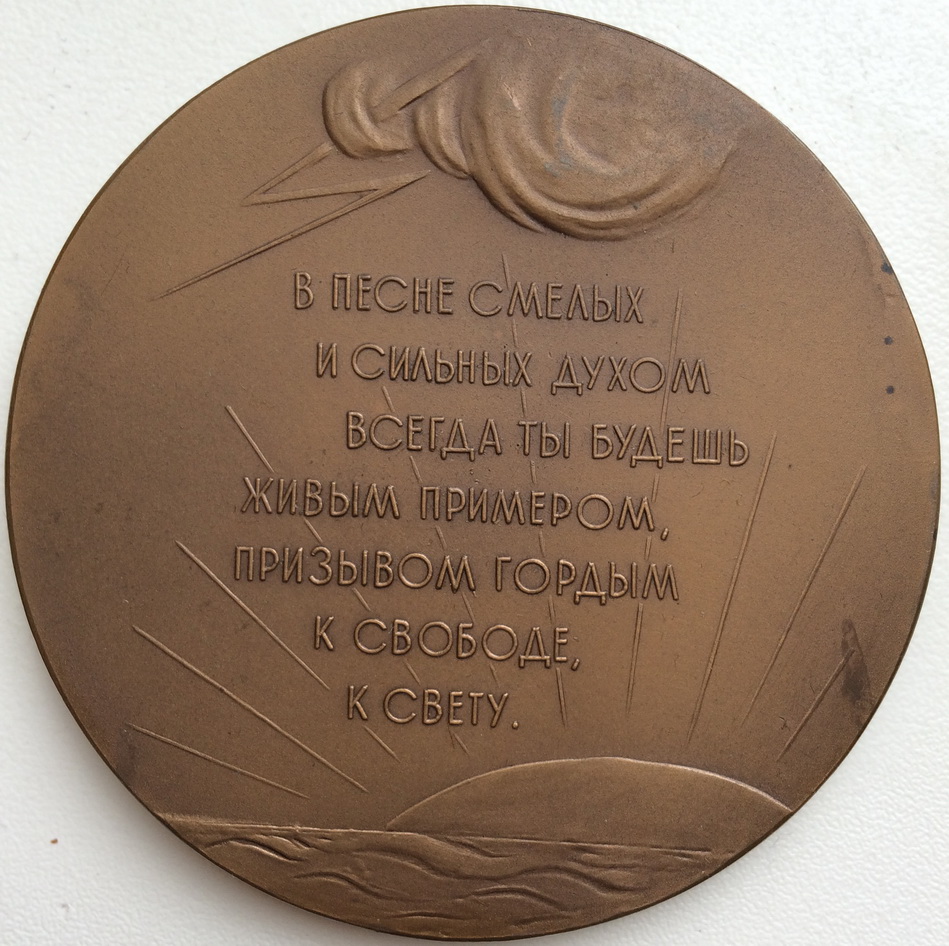 В ПЕСНЕ СМЕЛЫХ
И СИЛЬНЫХ ДУХОМ
ВСЕГДА ТЫ БУДЕШЬ
ЖИВЫМ ПРИМЕРОМ,
ПРИЗЫВОМ ГОРДЫМ
К СВОБОДЕ,
К СВЕТУ.